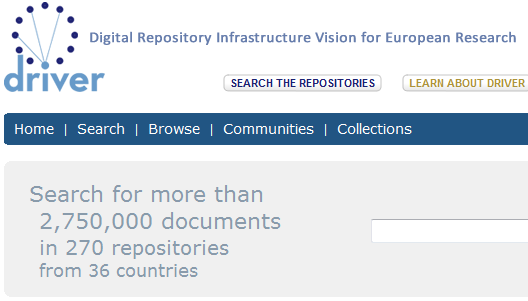 Digital Repository Infrastructure Vision for European Research
driver
SEARCH THE REPOSITORIES
LEARN ABOUT DRIVER
Home | Search | Browse | Communities | Collections
Search for more than
2,750,000 documents
in 270 repositories
from 36 countries